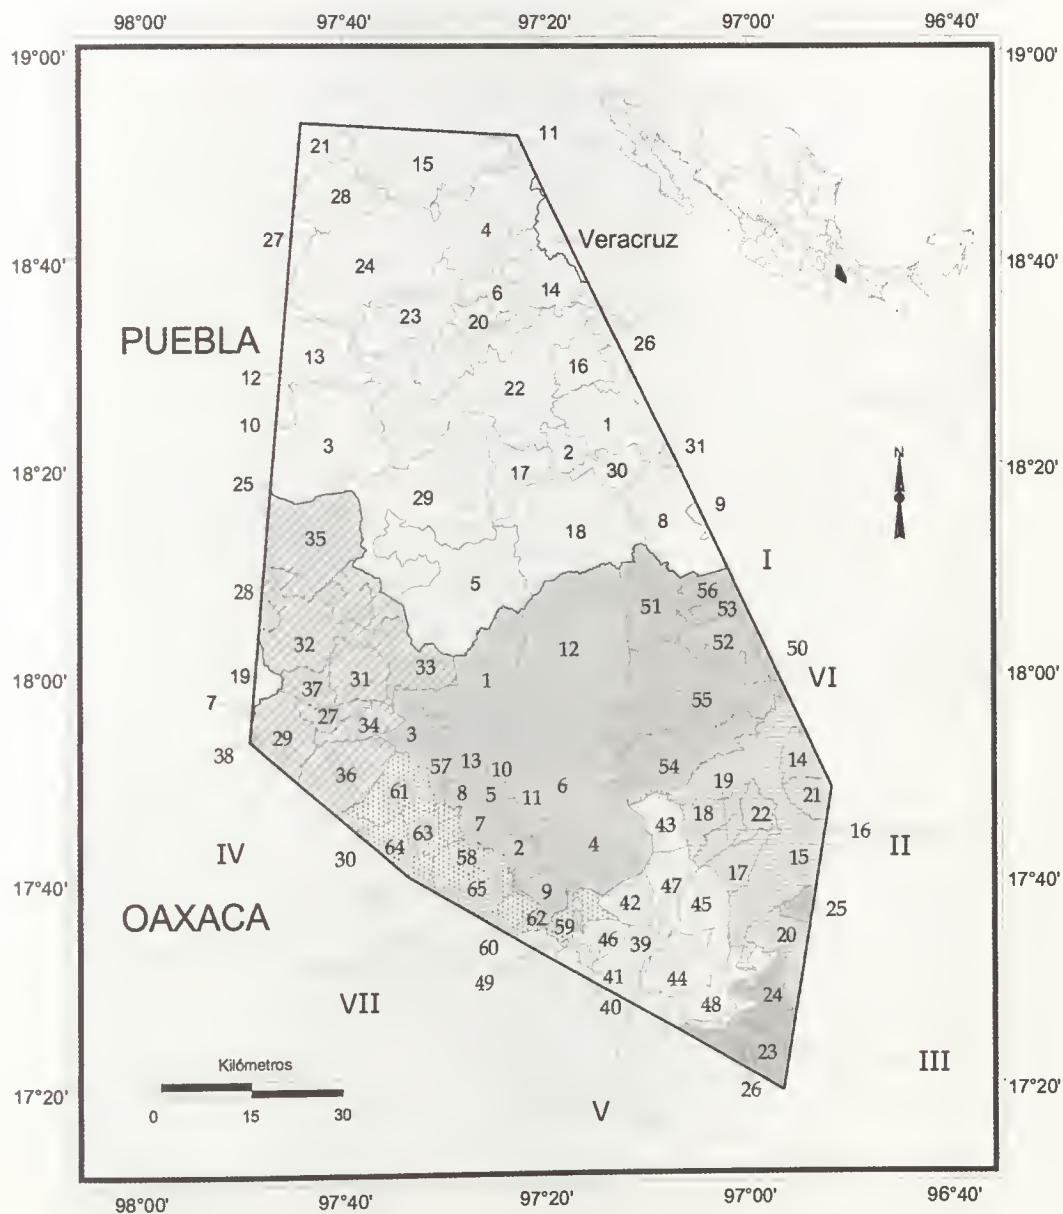 98°00' 97°40' 97°20' 97°00' 96°40'
19°00' 19°00'
11
21 15
28
4
27 Veracruz
18°40' 24 18°40'
6 14
23 20
PUEBLA 26
13 16
12 22
1
10
3 2 31
18°20' 17 30 18°20'
25 29 9
N
8
18
35 I
5
28 56
51 53
52 50
32 12
33
18°00' 19 31 1 VI 18°00'
37 55
7 27 34
3
29
38 57 13 54 14
36 10 19
61 8 5 11 6 21
18 22
7 43 16
63 II
IV 64 58 2 4 15
30 17
17°40' 65 47 17°40'
9 42 45 25
OAXACA 62 59
46 39 20
60
49 41 44
24
VII 40 48
23
Kilómetros III
26
17°20' 17°20'
0 15 30 V
98°00' 97°40' 97°20' 97°00' 96°40'